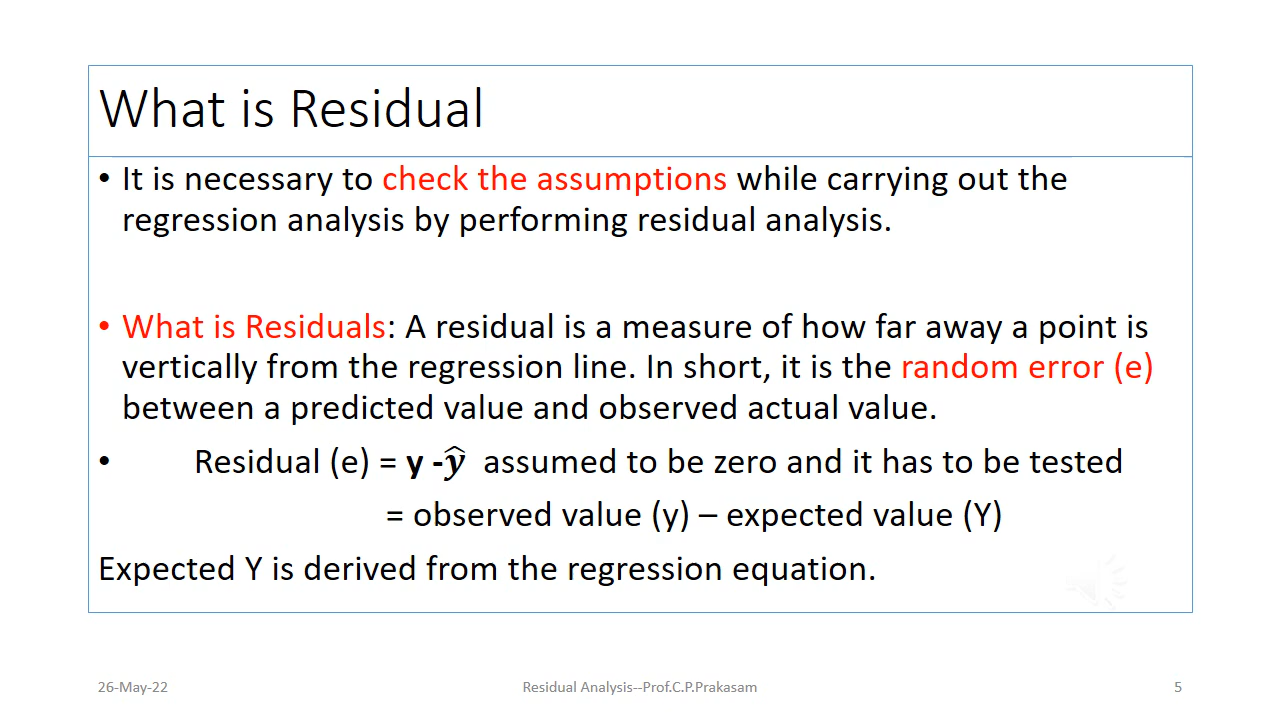 What is Residual
• It is necessary to check the assumptions while carrying out the
regression analysis by performing residual analysis.
• What is Residuals: A residual is a measure of how far away a point is
vertically from the regression line. In short, it is the random error (e)
between a predicted value and observed actual value.
• Residual (e) = y -ŷ assumed to be zero and it has to be tested
= observed value (y) – expected value (Y)
Expected Y is derived from the regression equation.
26-May-22 Residual Analysis--Prof.C.P.Prakasam 5